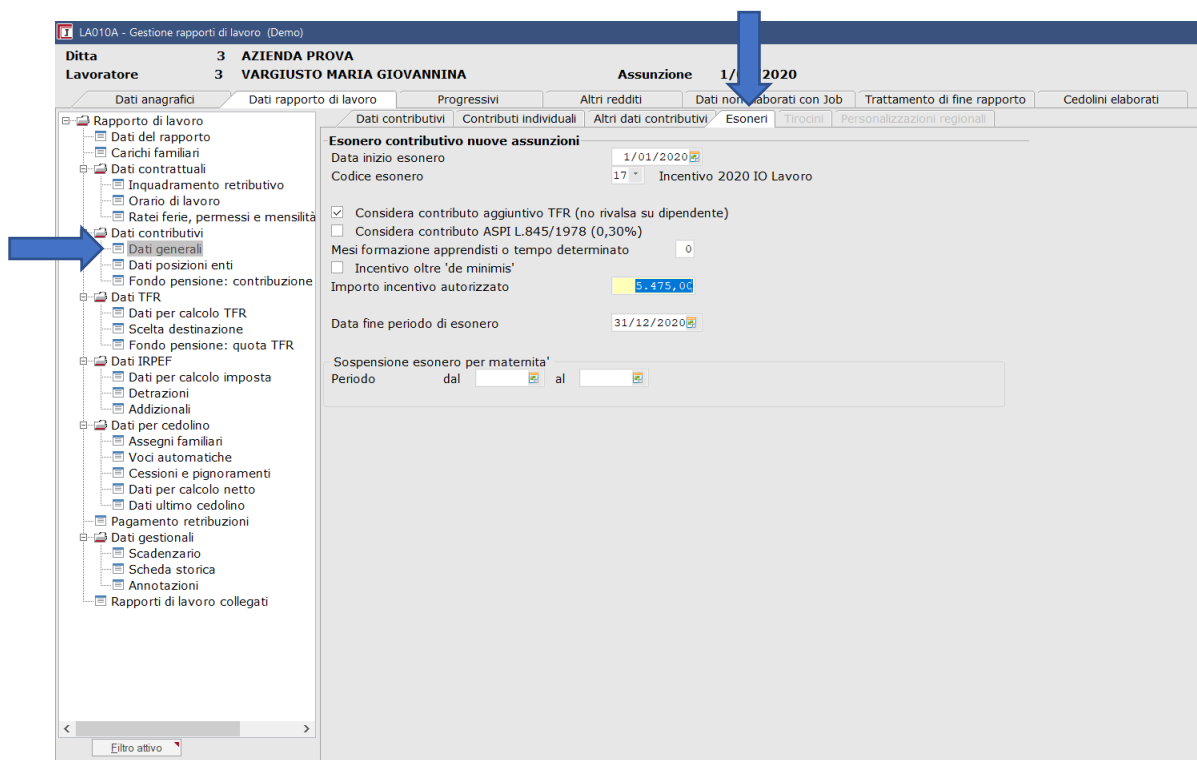 LA010A - Gestione rapporti di lavoro (Demo)
Ditta 3 AZIENDA PROVA
Lavoratore 3 VARGIUSTO MARIA GIOVANNINA Assunzione 1/ 2020
Dati anagrafici Dati rapporto di lavoro Progressivi Altri redditi Dati non elaborati con Job Trattamento di fine rapporto Cedolini elaborati
Dati contributivi Contributi individuali Altri dati contributivi Esoneri Tirocini Personalizzazioni regionali
Rapporto di lavoro
Dati del rapporto
Carichi familiari
Dati contrattuali
Inquadramento retributivo
Orario di lavoro
Ratei ferie, permessi e mensilità
Dati contributivi
Dati generali
Dati posizioni enti
Fondo pensione: contribuzione
Dati TFR
Dati per calcolo TFR
Scelta destinazione
Fondo pensione: quota TFR
Dati IRPEF
Dati per calcolo imposta
Detrazioni
Addizionali
Dati per cedolino
Assegni familiari
Voci automatiche
Cessioni e pignoramenti
Dati per calcolo netto
Dati ultimo cedolino
Pagamento retribuzioni
Dati gestionali
Scadenzario
Scheda storica
Annotazioni
Rapporti di lavoro collegati
Filtro attivo
Esonero contributivo nuove assunzioni
Data inizio esonero 1/01/2020
Codice esonero 17 Incentivo 2020 IO Lavoro
Considera contributo aggiuntivo TFR (no rivalsa su dipendente)
Considera contributo ASPI L.845/1978 (0,30%)
Mesi formazione apprendisti o tempo determinato 0
Incentivo oltre 'de minimis'
Importo incentivo autorizzato 5.475,00
Data fine periodo di esonero 31/12/2020
Sospensione esonero per maternita'
Periodo dal al